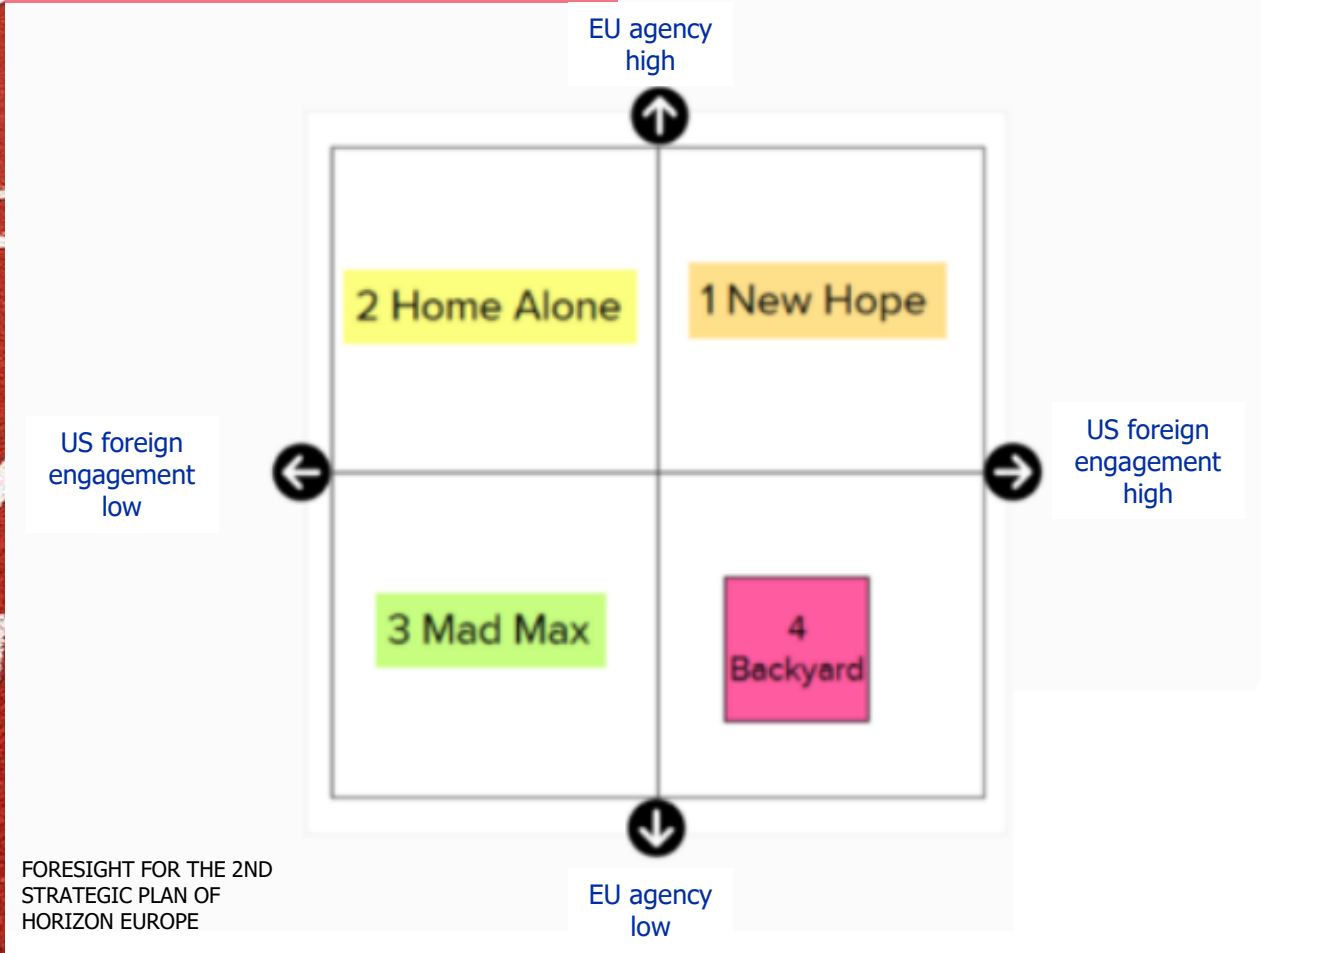 EU agency
high
2 Home Alone
1 New Hope
US foreign
engagement
low
US foreign
engagement
high
3 Mad Max
4
Backyard
FORESIGHT FOR THE 2ND
STRATEGIC PLAN OF
HORIZON EUROPE
EU agency
low